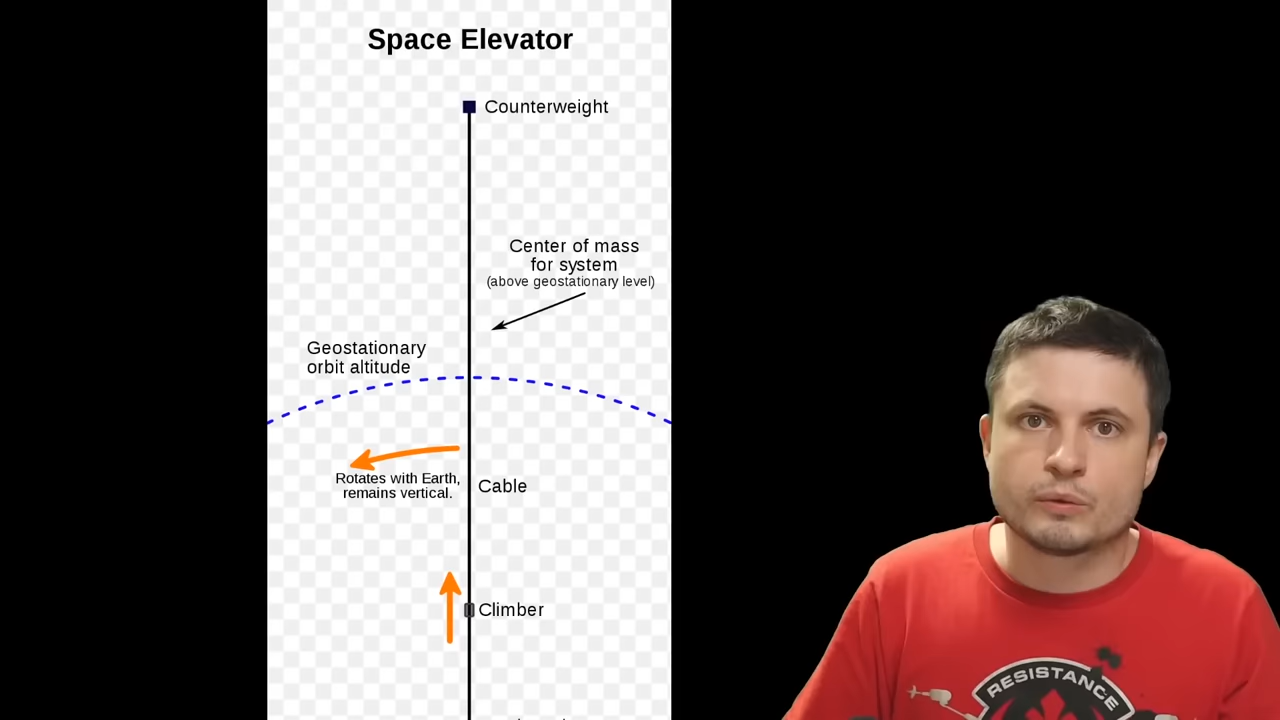 Space Elevator
Counterweight
Center of mass
for system
(above geostationary level)
Geostationary
orbit altitude
Rotates with Earth,
remains vertical.
Cable
Climber
RESISTANCE